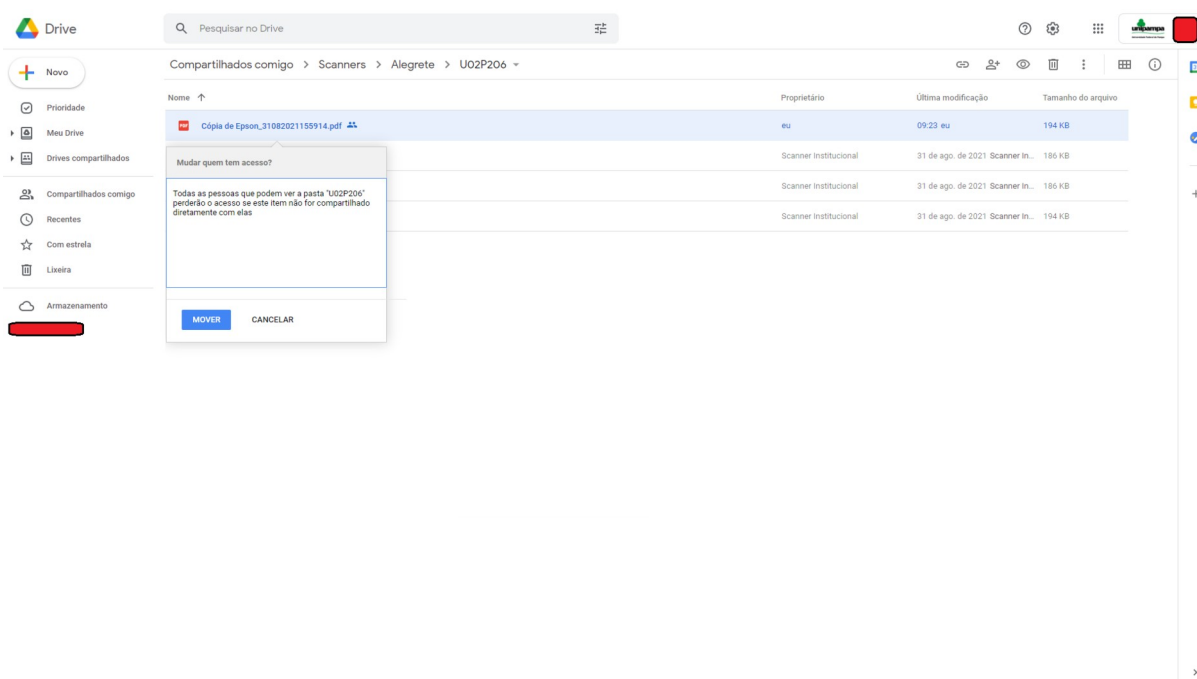 Drive
Pesquisar no Drive
unipampa
Novo
Compartilhados comigo > Scanners > Alegrete > U02P206
Nome
Proprietário
Última modificação
Tamanho do arquivo
Prioridade
Meu Drive
Drives compartilhados
Compartilhados comigo
Recentes
Com estrela
Lixeira
Armazenamento
PDF Cópia de Epson_31082021155914.pdf eu 09:23 eu 194 KB
Scanner Institucional 31 de ago. de 2021 Scanner In... 186 KB
Scanner Institucional 31 de ago. de 2021 Scanner In... 186 KB
Scanner Institucional 31 de ago. de 2021 Scanner In... 194 KB
Mudar quem tem acesso?
Todas as pessoas que podem ver a pasta "U02P206"
perderão o acesso se este item não for compartilhado
diretamente com elas
MOVER CANCELAR